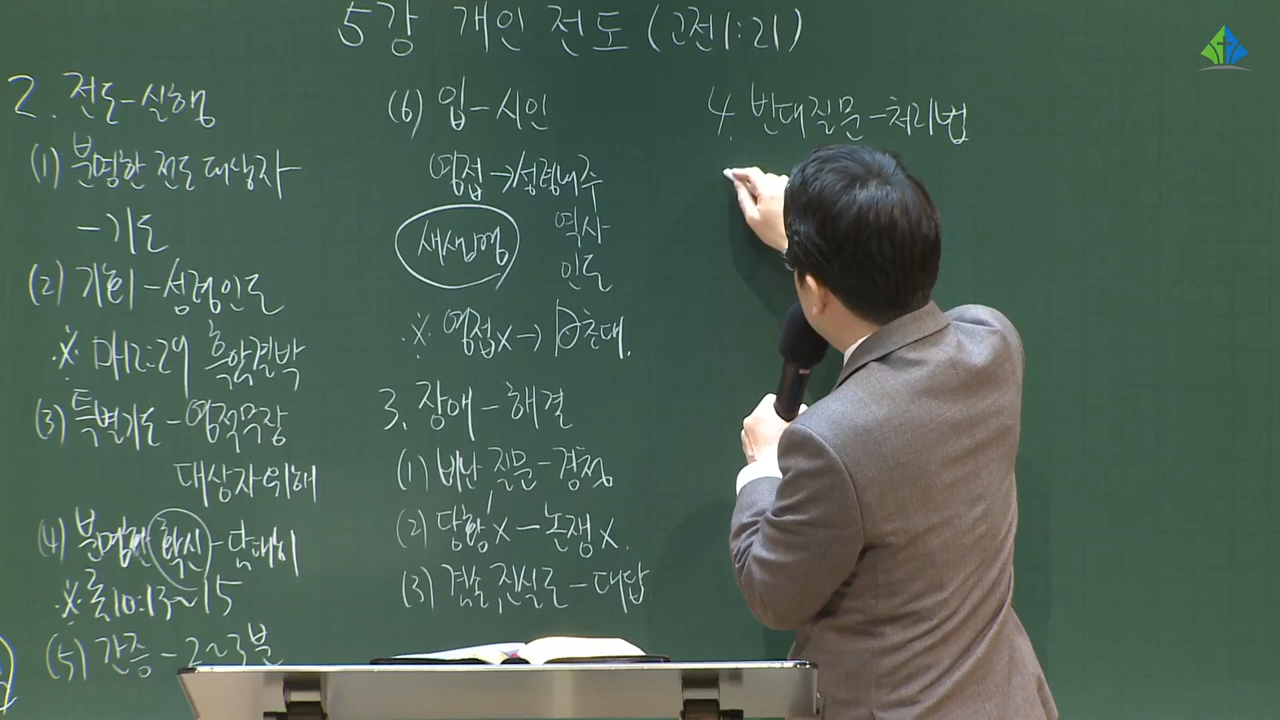 5강 개인 전도 (고전1:21)
2. 전도-실행
(1) 분명한 전도 대상자
-기도
(2) 기회-성령인도
※ 마12:29 흑암결박
(3) 특별기도-영적무장
대상자 위해
(4) 분명한 확신-담대히
※ 롬10:13~15
(5) 간증-2~3분
(6) 입-시인
영접→성령내주
새생명 역사
인도
※ 영접x→ 초대.
3. 장애-해결
(1) 비난 질문-경청
(2) 당황x-논쟁x.
(3) 겸손, 진실로-대답
4. 반대질문-처리법